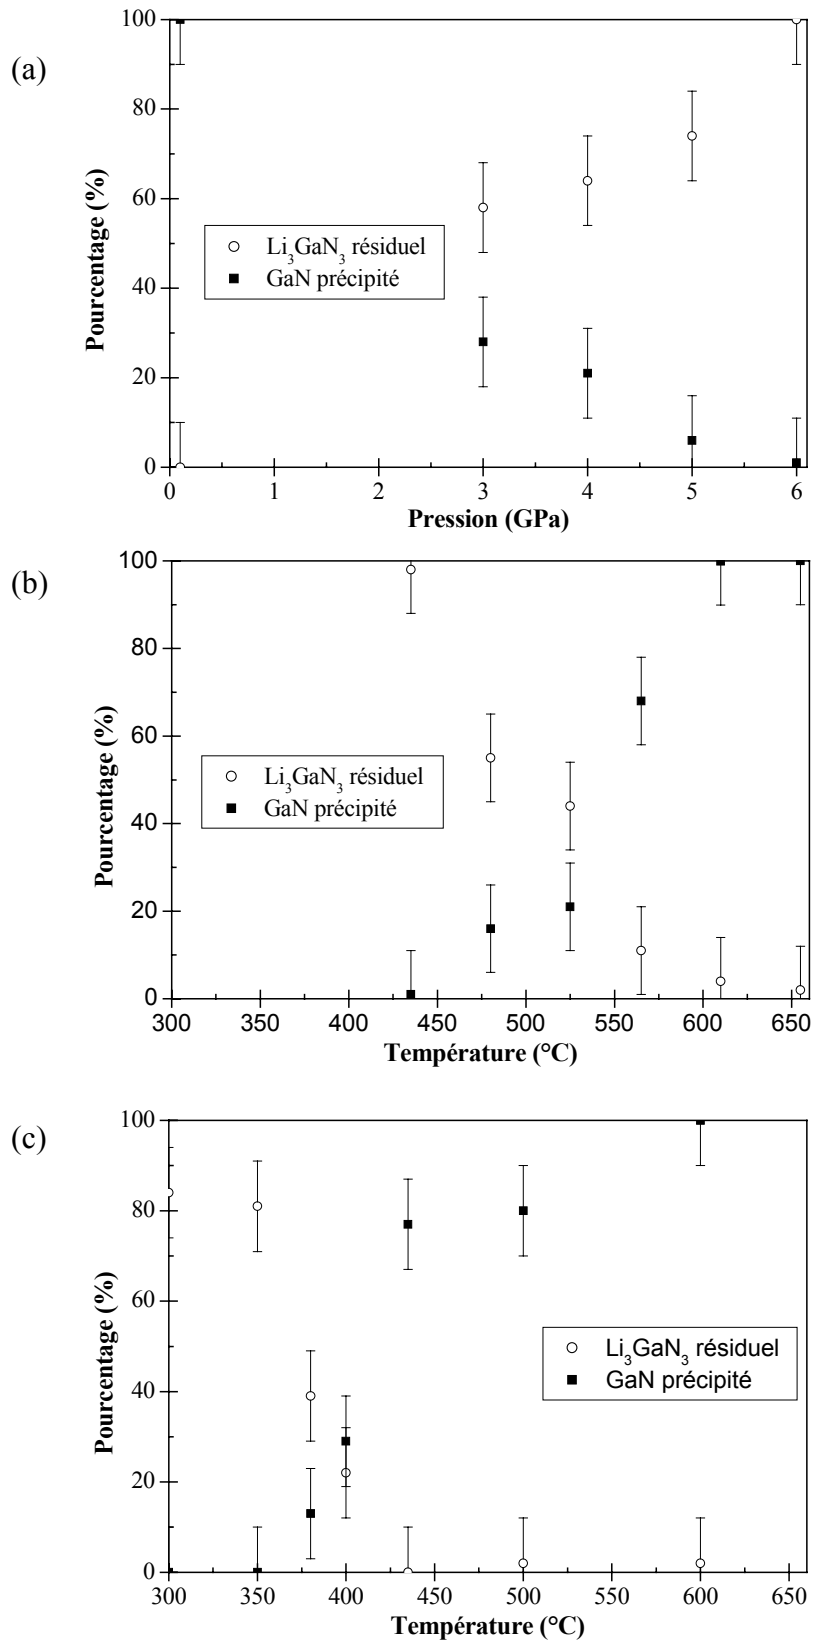 (a)
100
80
60
40
20
0
Pourcentage (%)
Li₃GaN₃ résiduel
GaN précipité
0 1 2 3 4 5 6
Pression (GPa)
(b)
100
80
60
40
20
0
Pourcentage (%)
Li₃GaN₃ résiduel
GaN précipité
300 350 400 450 500 550 600 650
Température (°C)
(c)
100
80
60
40
20
0
Pourcentage (%)
Li₃GaN₃ résiduel
GaN précipité
300 350 400 450 500 550 600 650
Température (°C)